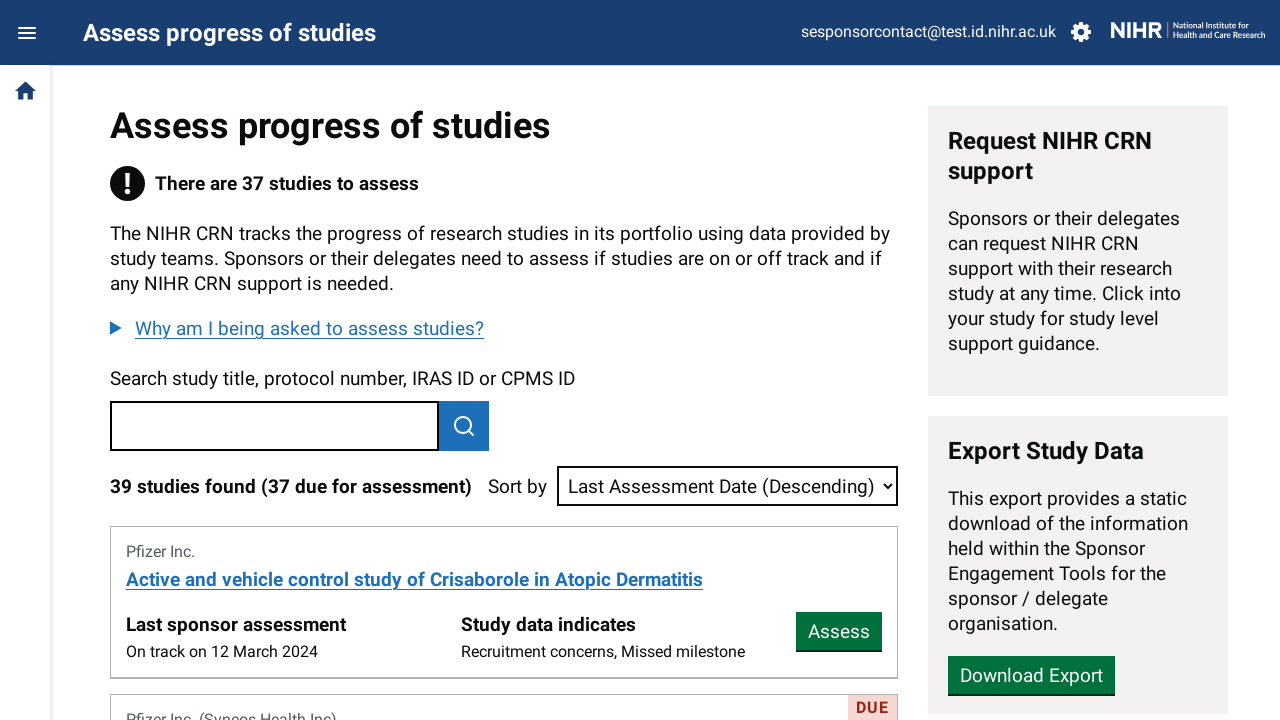 Assess progress of studies
sesponsorcontact@test.id.nihr.ac.uk
NIHR
National Institute for
Health and Care Research
Assess progress of studies
There are 37 studies to assess
The NIHR CRN tracks the progress of research studies in its portfolio using data provided by
study teams. Sponsors or their delegates need to assess if studies are on or off track and if
any NIHR CRN support is needed.
Why am I being asked to assess studies?
Search study title, protocol number, IRAS ID or CPMS ID
39 studies found (37 due for assessment)
Sort by
Last Assessment Date (Descending)
Pfizer Inc.
Active and vehicle control study of Crisaborole in Atopic Dermatitis
Last sponsor assessment
On track on 12 March 2024
Study data indicates
Recruitment concerns, Missed milestone
Assess
Pfizer Inc. (Syneos Health Inc)
DUE
Request NIHR CRN
support
Sponsors or their delegates
can request NIHR CRN
support with their research
study at any time. Click into
your study for study level
support guidance.
Export Study Data
This export provides a static
download of the information
held within the Sponsor
Engagement Tools for the
sponsor / delegate
organisation.
Download Export